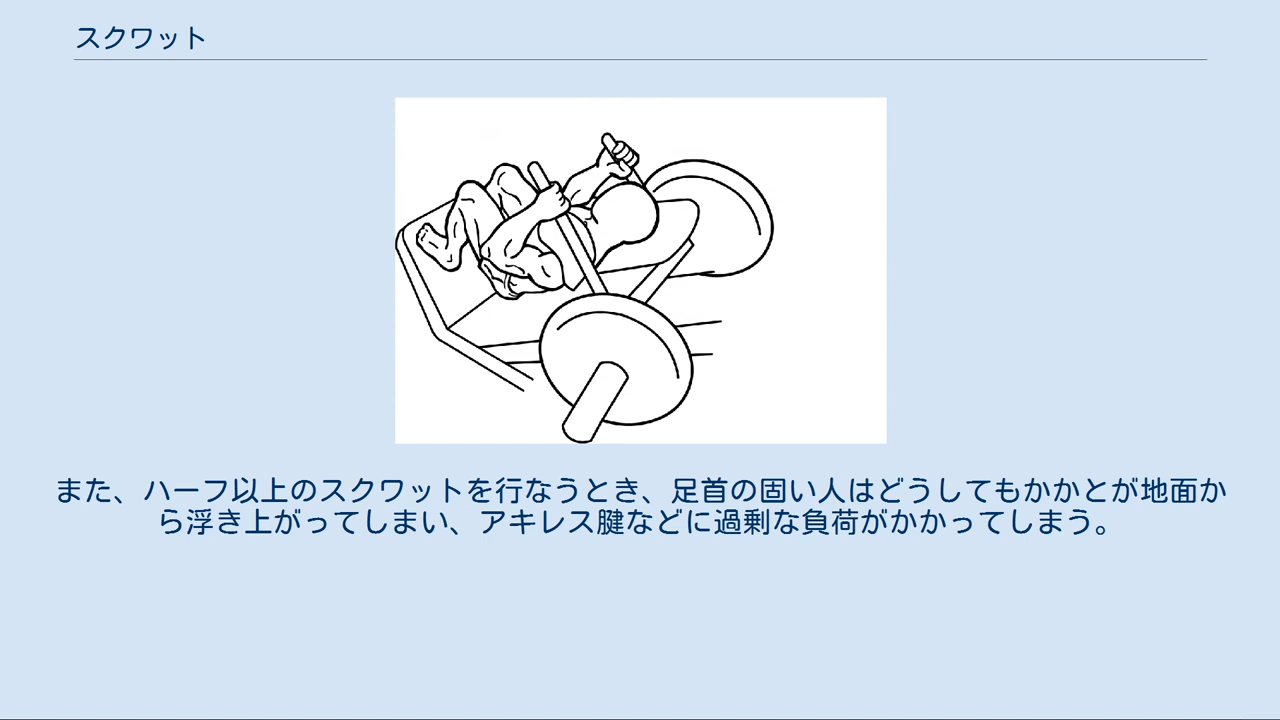 スクワット
また、ハーフ以上のスクワットを行なうとき、足首の固い人はどうしてもかかとが地面か
ら浮き上がってしまい、アキレス腱などに過剰な負荷がかかってしまう。